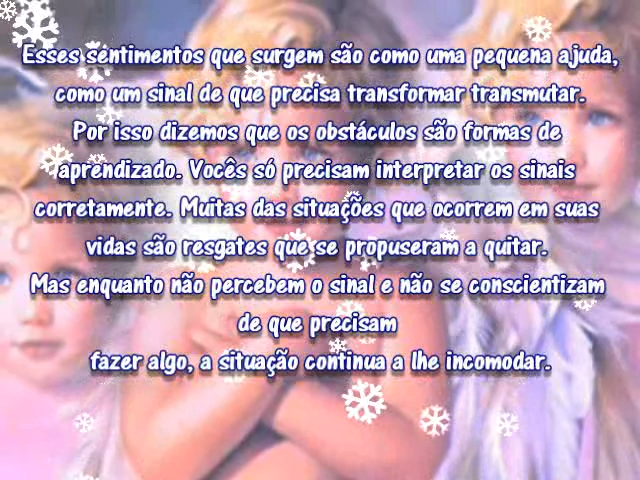 Esses sentimentos que surgem são como uma pequena ajuda,
como um sinal de que precisa transformar transmutar.
Por isso dizemos que os obstáculos são formas de
aprendizado. Vocês só precisam interpretar os sinais
corretamente. Muitas das situações que ocorrem em suas
vidas são resgates que se propuseram a quitar.
Mas enquanto não percebem o sinal e não se conscientizam
de que precisam
fazer algo, a situação continua a lhe incomodar.